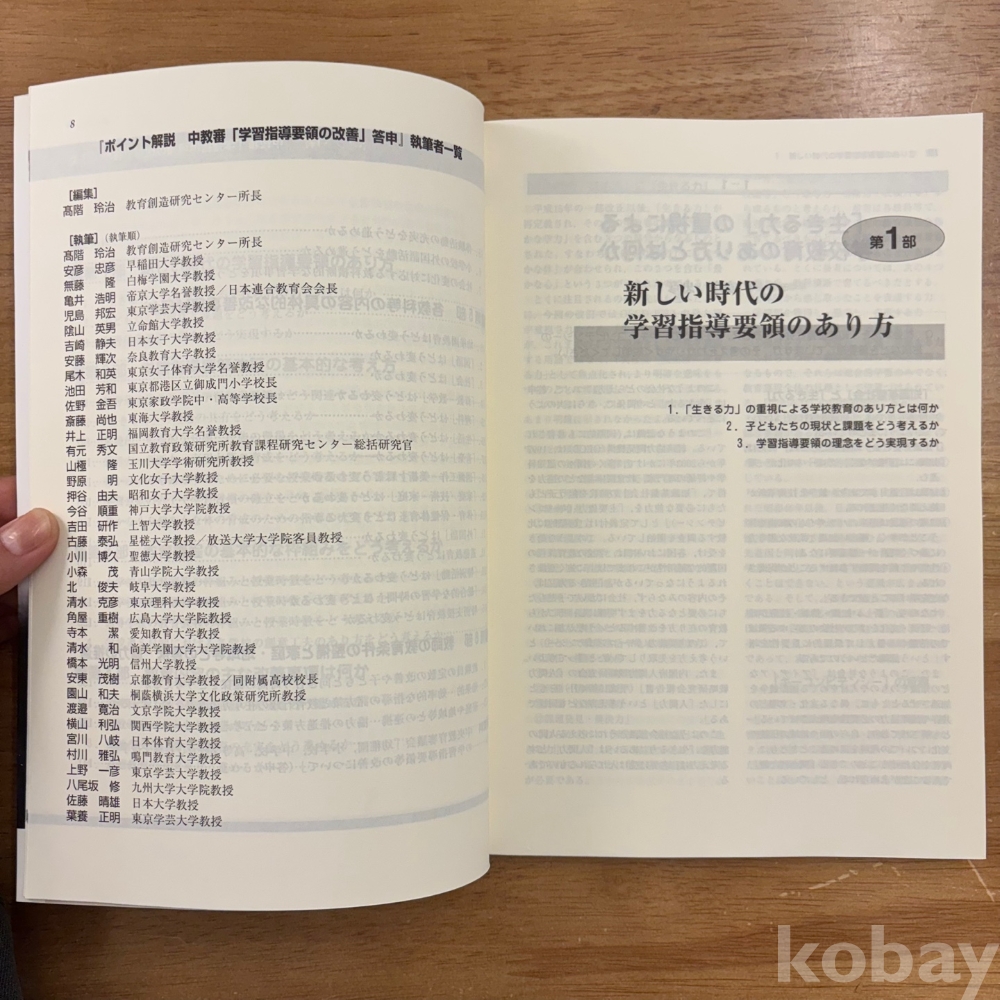 8
『ポイント解説 中教審「学習指導要領の改善」答申』執筆者一覧
［編集］
髙階 玲治 教育創造研究センター所長
［執筆］（執筆順）
髙階 玲治 教育創造研究センター所長
安彦 忠彦 早稲田大学教授
無藤 隆 白梅学園大学教授
亀井 浩明 帝京大学名誉教授／日本連合教育会会長
児島 邦宏 東京学芸大学教授
陰山 英男 立命館大学教授
吉崎 静夫 日本女子大学教授
安藤 輝次 奈良教育大学教授
尾木 和英 東京女子体育大学名誉教授
池田 芳和 東京都港区立御成門小学校長
佐野 金吾 東京家政学院中・高等学校長
斎藤 尚也 東海大学教授
井上 正明 福岡教育大学名誉教授
有元 秀文 国立教育政策研究所教育課程研究センター総括研究官
山極 隆 玉川大学学術研究所教授
野原 明 文化女子大学教授
押谷 由夫 昭和女子大学教授
今谷 順重 神戸大学大学院教授
吉田 研作 上智大学教授
古藤 泰弘 星槎大学教授／放送大学大学院客員教授
小川 博久 聖徳大学教授
小森 茂 青山学院大学教授
北 俊夫 岐阜大学教授
清水 克彦 東京理科大学教授
角屋 重樹 広島大学大学院教授
寺本 潔 愛知教育大学教授
清水 尚美学園大学大学院教授
橋本 光明 信州大学教授
安東 茂樹 京都教育大学教授／同附属高校校長
園山 和夫 桐蔭横浜大学文化政策研究所教授
渡邉 寛治 文京学院大学教授
横山 利弘 関西学院大学教授
宮川 八岐 日本体育大学教授
村川 雅弘 鳴門教育大学教授
上野 一彦 東京学芸大学教授
八尾坂 修 九州大学大学院教授
佐藤 晴雄 日本大学教授
葉養 正明 東京学芸大学教授
第1部
新しい時代の
学習指導要領のあり方
1．「生きる力」の重視による学校教育のあり方とは何か
2．子どもたちの現状と課題をどう考えるか
3．学習指導要領の理念をどう実現するか
kobay